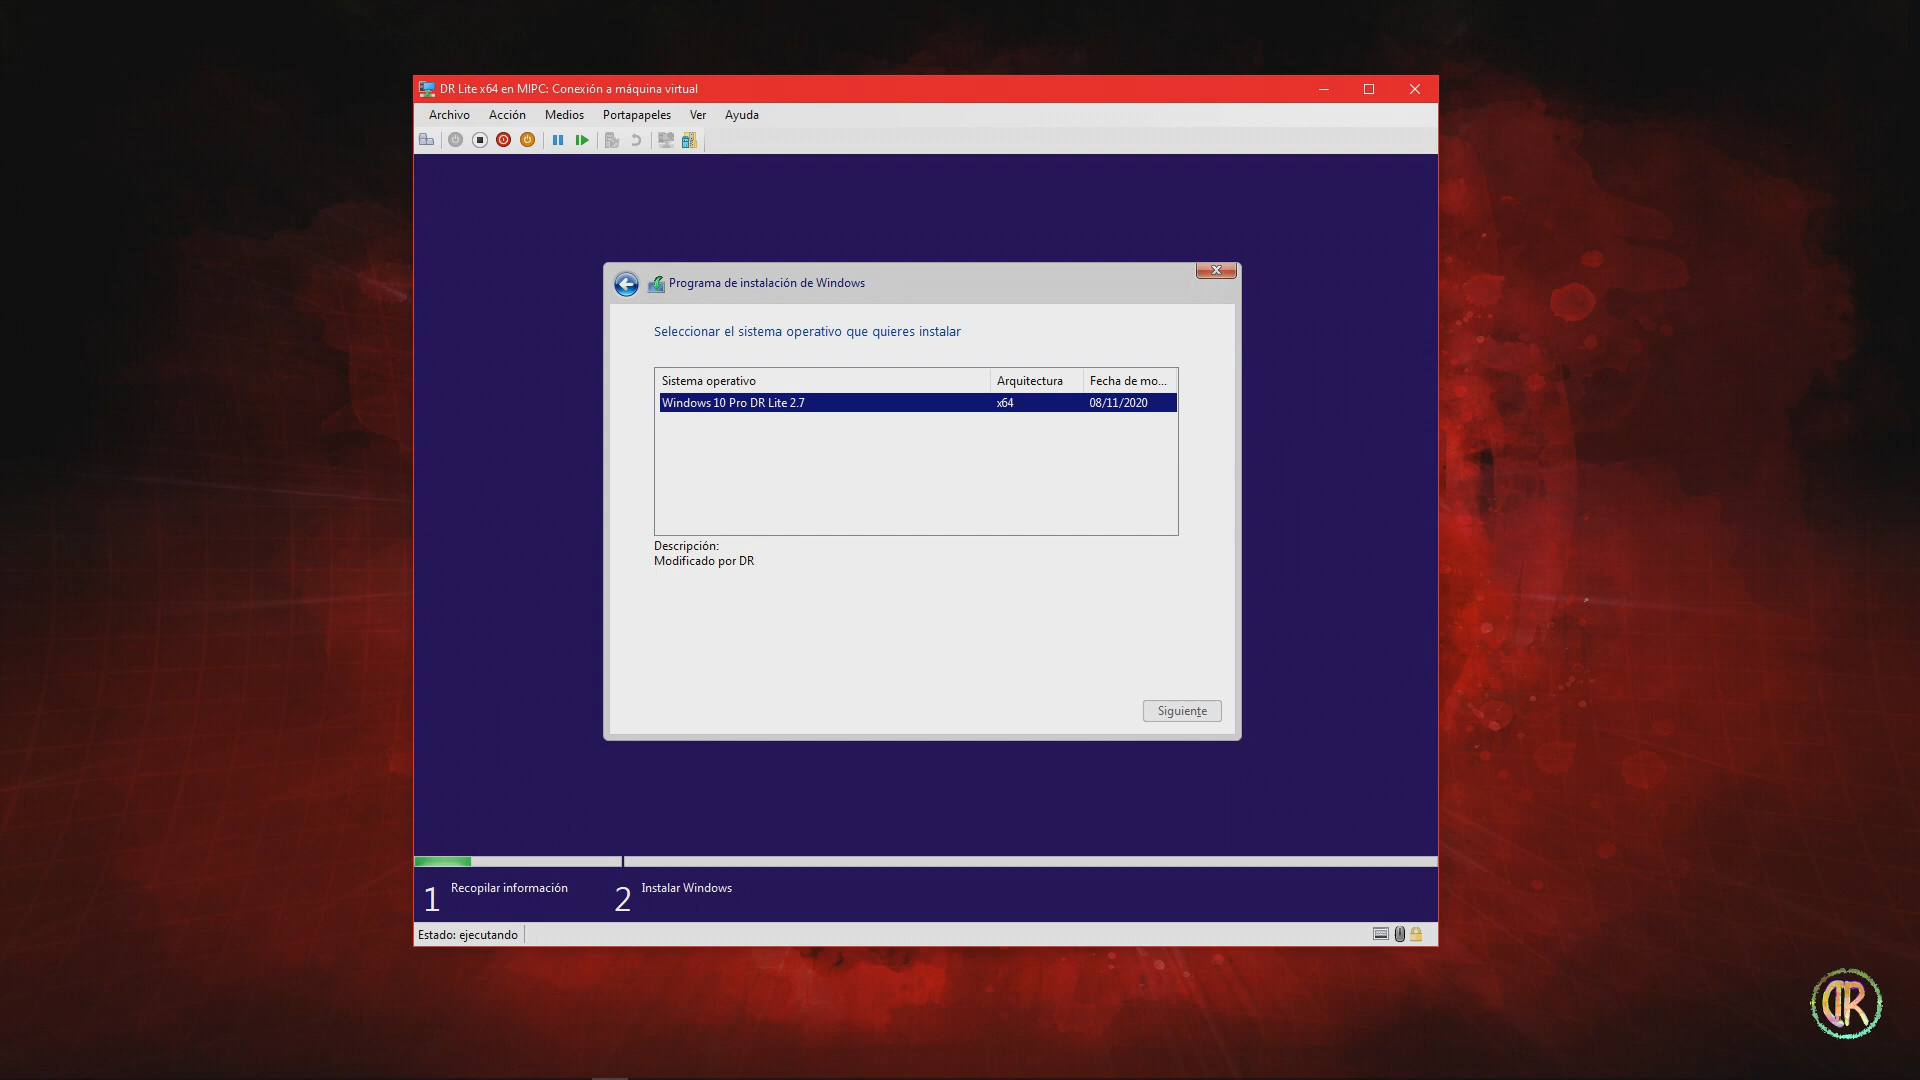 DR Lite x64 en MIPC: Conexión a máquina virtual
Archivo Acción Medios Portapapeles Ver Ayuda
Programa de instalación de Windows
Seleccionar el sistema operativo que quieres instalar
Sistema operativo Arquitectura Fecha de mo...
Windows 10 Pro DR Lite 2.7 x64 08/11/2020
Descripción:
Modificado por DR
Siguiente
1 Recopilar información 2 Instalar Windows
Estado: ejecutando
DR